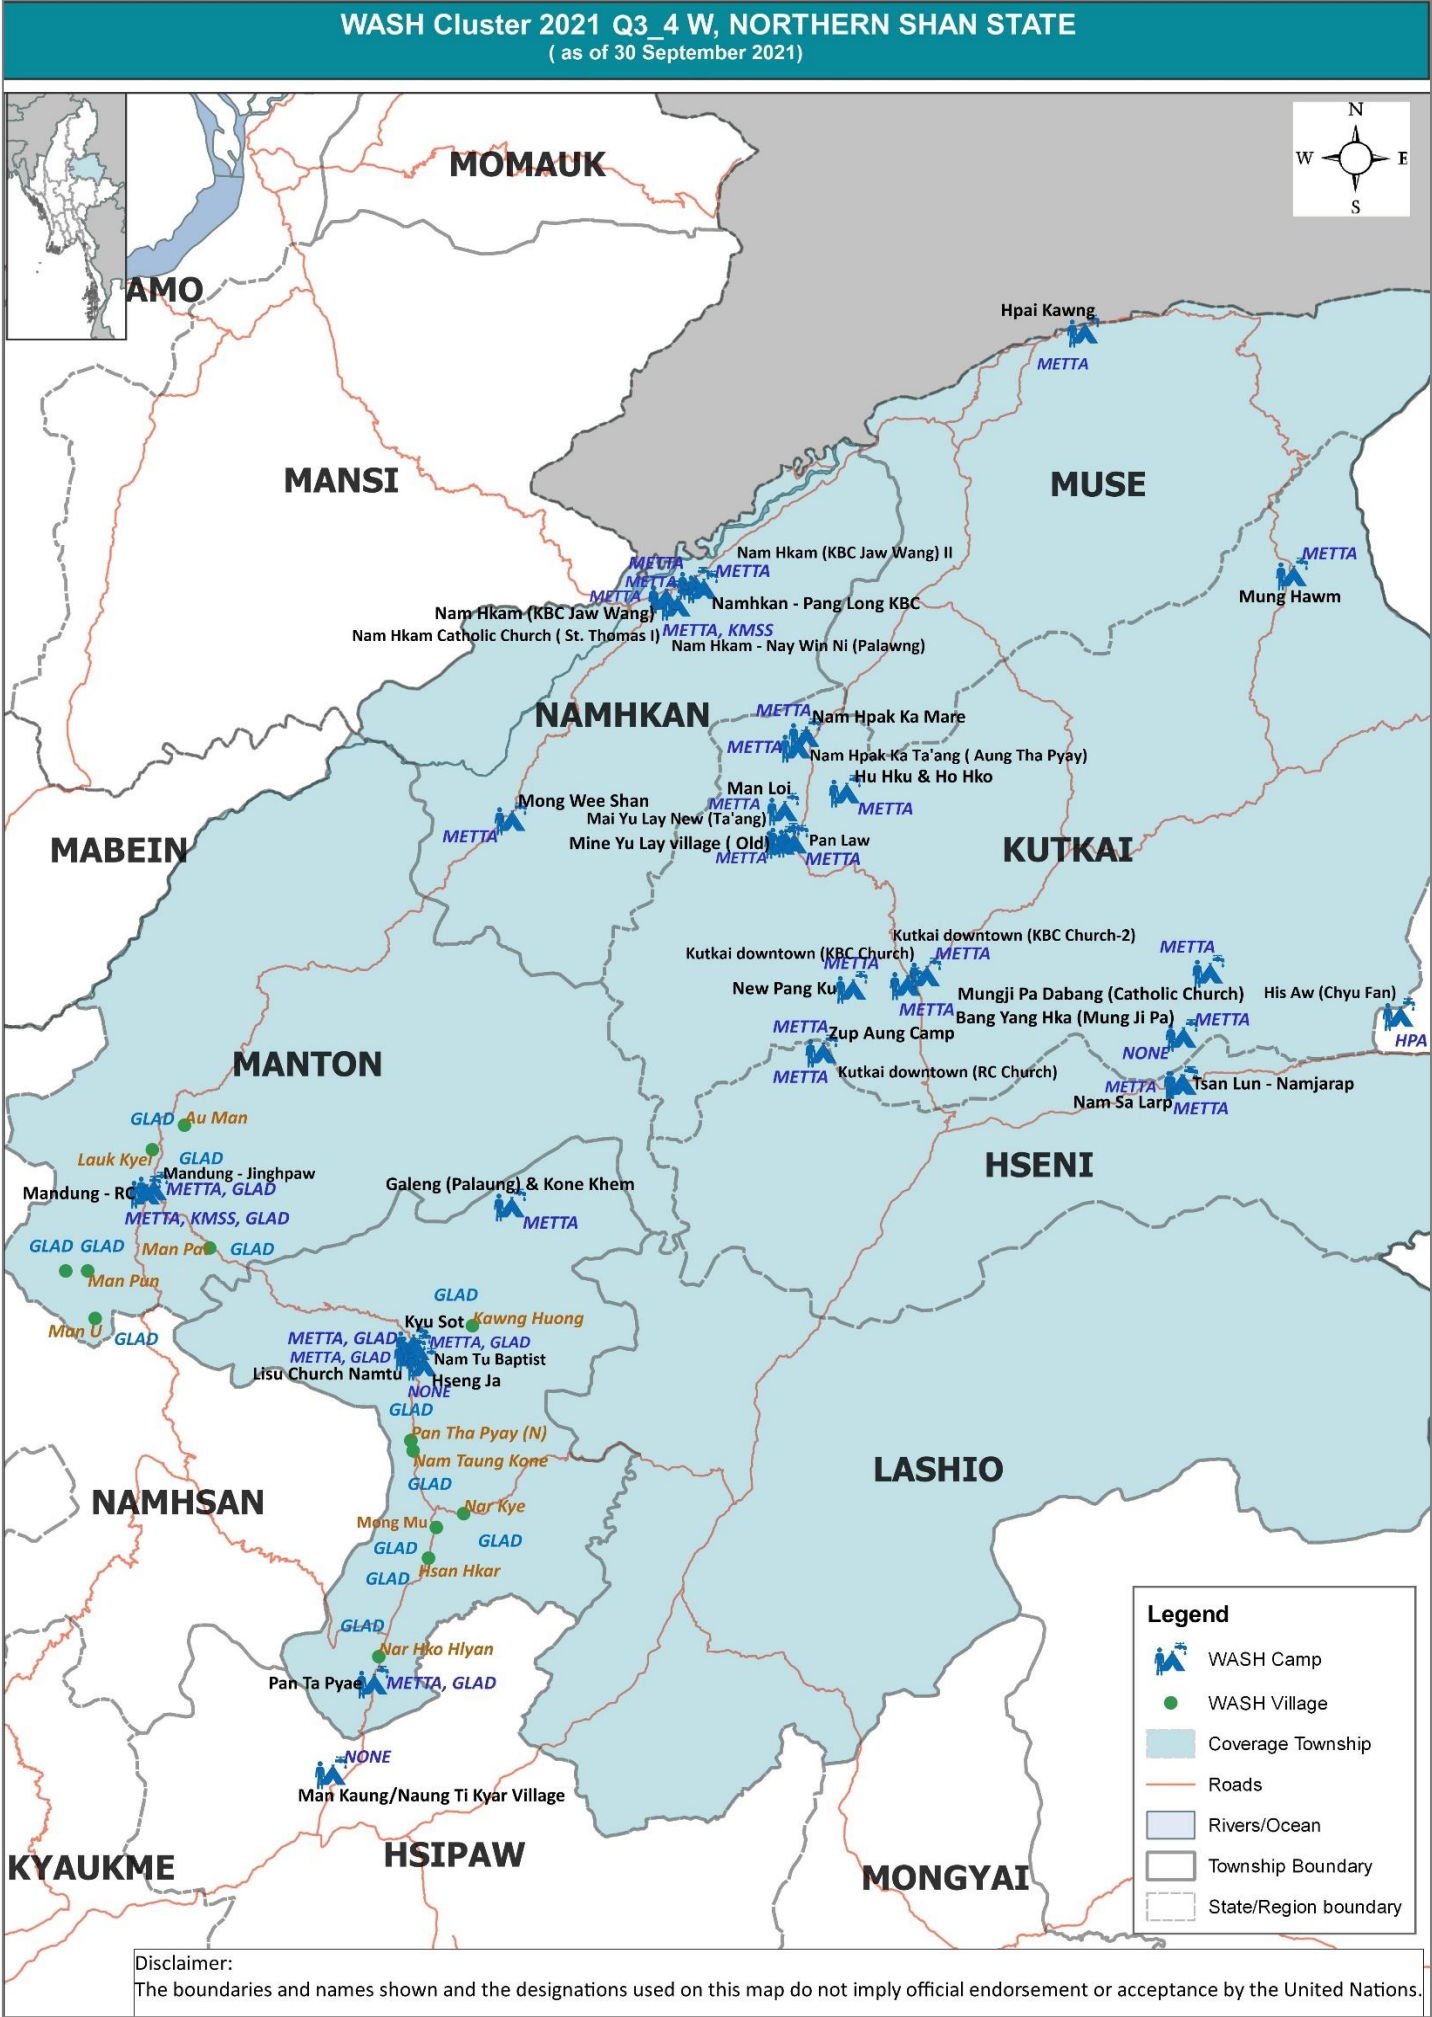 WASH Cluster 2021 Q3_4 W, NORTHERN SHAN STATE
( as of 30 September 2021)
N
W
E
S
MOMAUK
AMO
Hpai Kawng
METTA
MANSI
MUSE
Nam Hkam (KBC Jaw Wang) II
METTA
METTA
METTA
METTA
METTA
Mung Hawm
Nam Hkam (KBC Jaw Wang)
Namhkan - Pang Long KBC
Nam Hkam Catholic Church ( St. Thomas I)
METTA, KMSS
Nam Hkam - Nay Win Ni (Palawng)
NAMHKAN
METTA
Nam Hpak Ka Mare
METTA
Nam Hpak Ka Ta'ang ( Aung Tha Pyay)
Hu Hku & Ho Hko
METTA
Man Loi
METTA
Mong Wee Shan
METTA
Mai Yu Lay New (Ta'ang)
Mine Yu Lay village ( Old)
Pan Law
METTA
METTA
MABEIN
KUTKAI
Kutkai downtown (KBC Church-2)
METTA
Kutkai downtown (KBC Church)
METTA
METTA
New Pang Ku
METTA
Mungji Pa Dabang (Catholic Church)
His Aw (Chyu Fan)
HPA
Bang Yang Hka (Mung Ji Pa)
METTA
NONE
METTA
Zup Aung Camp
METTA
Kutkai downtown (RC Church)
METTA
Tsan Lun - Namjarap
Nam Sa Larp
METTA
MANTON
HSENI
GLAD
Au Man
Lauk Kyei
GLAD
Mandung - Jinghpaw
Mandung - RC
METTA, GLAD
METTA, KMSS, GLAD
Galeng (Palaung) & Kone Khem
METTA
GLAD
GLAD
Man Pa
GLAD
Man Pun
Man U
GLAD
GLAD
Kyu Sot
Kawng Huong
METTA, GLAD
METTA, GLAD
METTA, GLAD
Nam Tu Baptist
Lisu Church Namtu
Hseng Ja
NONE
GLAD
Pan Tha Pyay (N)
Nam Taung Kone
GLAD
LASHIO
NAMHSAN
Nar Kye
Mong Mu
GLAD
GLAD
Hsan Hkar
GLAD
GLAD
Nar Hko Hlyan
Pan Ta Pyae
METTA, GLAD
NONE
Man Kaung/Naung Ti Kyar Village
HSIPAW
KYAUKME
MONGYAI
Legend
WASH Camp
WASH Village
Coverage Township
Roads
Rivers/Ocean
Township Boundary
State/Region boundary
Disclaimer:
The boundaries and names shown and the designations used on this map do not imply official endorsement or acceptance by the United Nations.